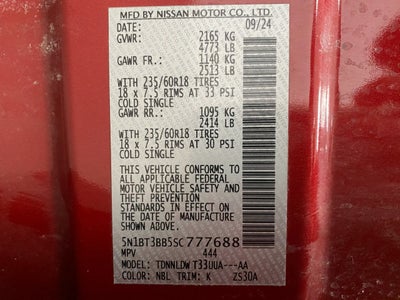 MFD BY NISSAN MOTOR CO., LTD.
DATE: 09/24
GVWR: 2165 KG
4773 LB
GAWR FR.: 1140 KG
2513 LB
WITH 235/60R18 TIRES
18 x 7.5 RIMS AT 33 PSI
COLD SINGLE
GAWR RR.: 1095 KG
2414 LB
WITH 235/60R18 TIRES
18 x 7.5 RIMS AT 30 PSI
COLD SINGLE
THIS VEHICLE CONFORMS TO
ALL APPLICABLE FEDERAL
MOTOR VEHICLE SAFETY
AND THEFT PREVENTION
STANDARDS IN EFFECT ON
THE DATE OF MANUFACTURE
SHOWN ABOVE.
5N1BT3BB5SC777688
MPV 444
MODEL: TDNNLDW T33UUA---AA
COLOR: NBL TRIM: K ZS30A